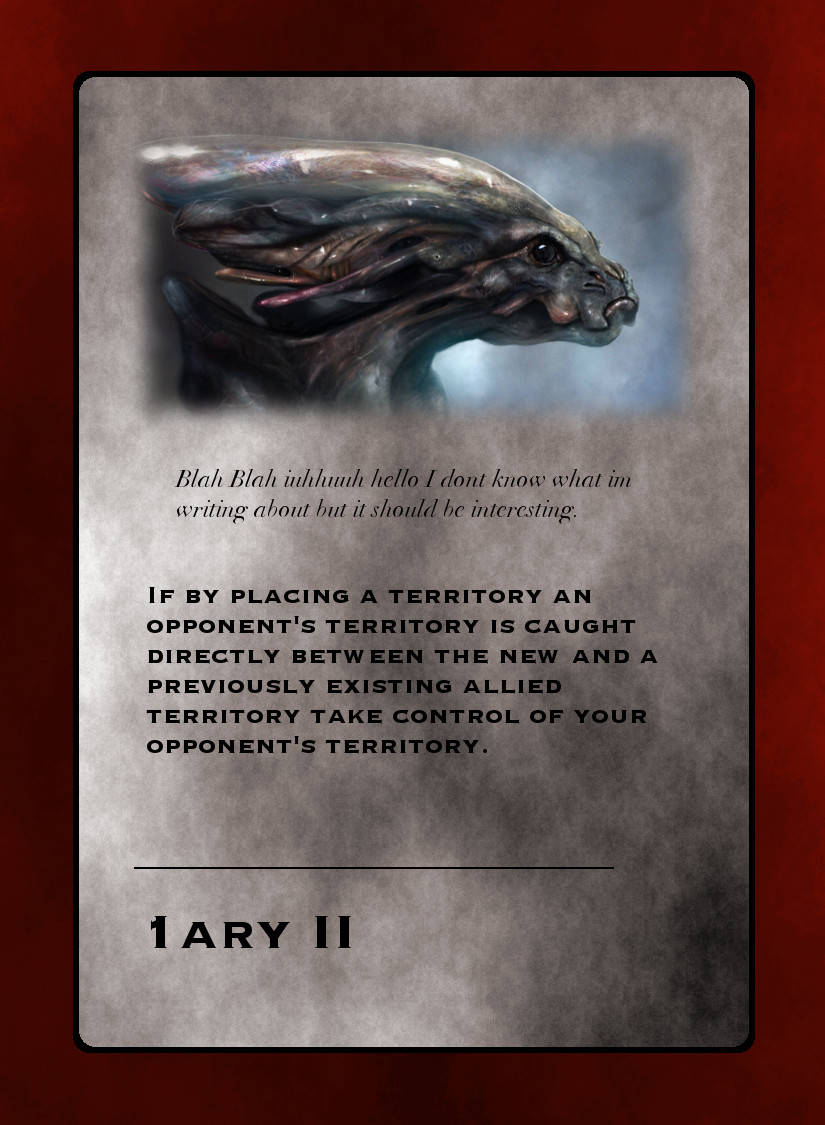 Blah Blah iuhhuuh hello I dont know what im
writing about but it should be interesting.
If by placing a territory an
opponent's territory is caught
directly between the new and a
previously existing allied
territory take control of your
opponent's territory.
1ary II